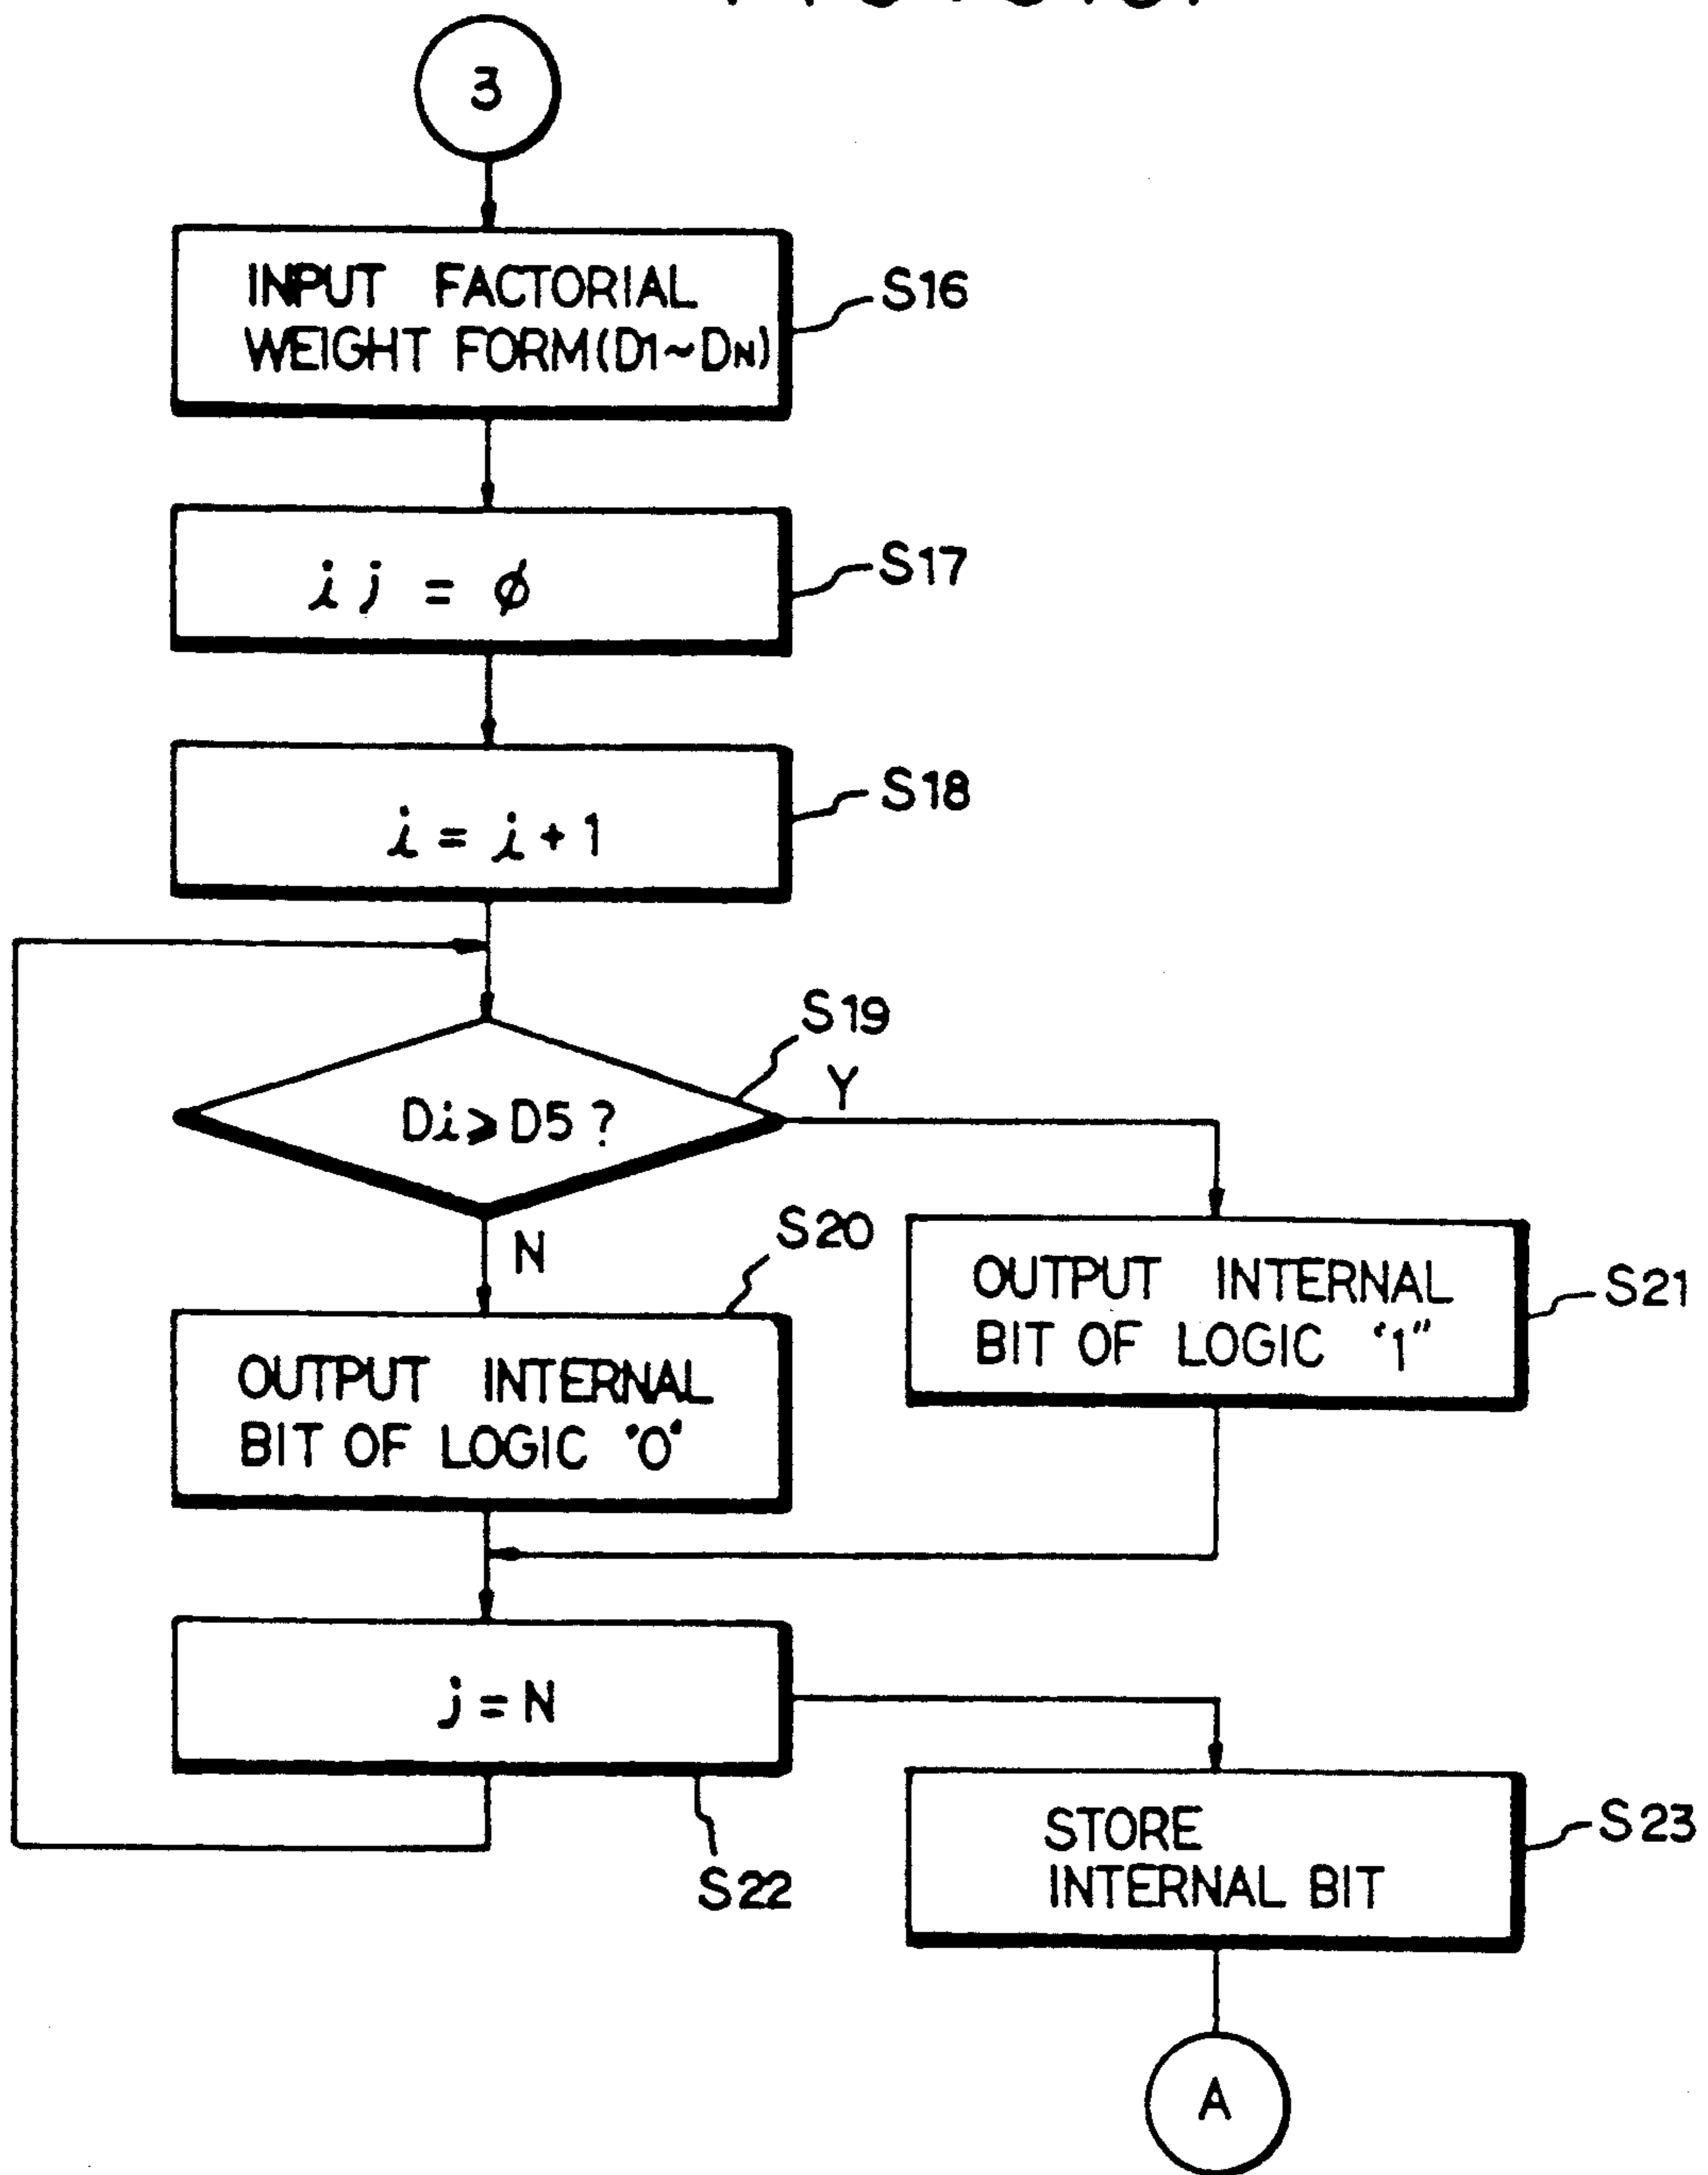 3
INPUT FACTORIAL
WEIGHT FORM(D1~DN)
S16
ij = φ
S17
i = i + 1
S18
S19
Di≥D5?
Y
N
S20
OUTPUT INTERNAL
BIT OF LOGIC "1"
S21
OUTPUT INTERNAL
BIT OF LOGIC "0"
j = N
S22
STORE
INTERNAL BIT
S23
A